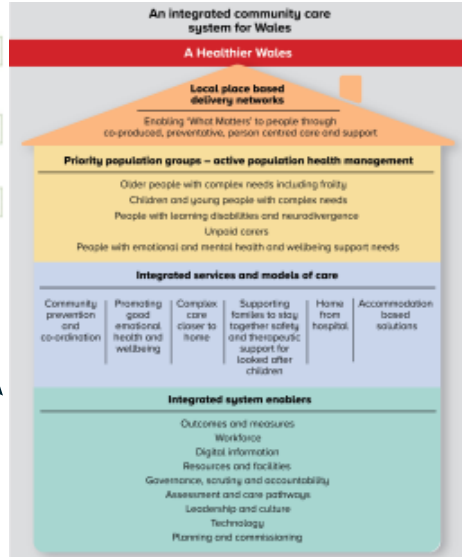 An integrated community care
system for Wales
A Healthier Wales
Local place based
delivery networks
Enabling 'What Matters' to people through
co-produced, preventative, person centred care and support
Priority population groups – active population health management
Older people with complex needs including frailty
Children and young people with complex needs
People with learning disabilities and neurodivergence
Unpaid carers
People with emotional and mental health and wellbeing support needs
Integrated services and models of care
Community
prevention
and
co-ordination
Promoting
good
emotional
health and
wellbeing
Complex
care
closer to
home
Supporting
families to stay
together safely
and therapeutic
support for
looked after
children
Home
from
hospital
Accommodation
based
solutions
Integrated system enablers
Outcomes and measures
Workforce
Digital information
Resources and facilities
Governance, scrutiny and accountability
Assessment and care pathways
Leadership and culture
Technology
Planning and commissioning